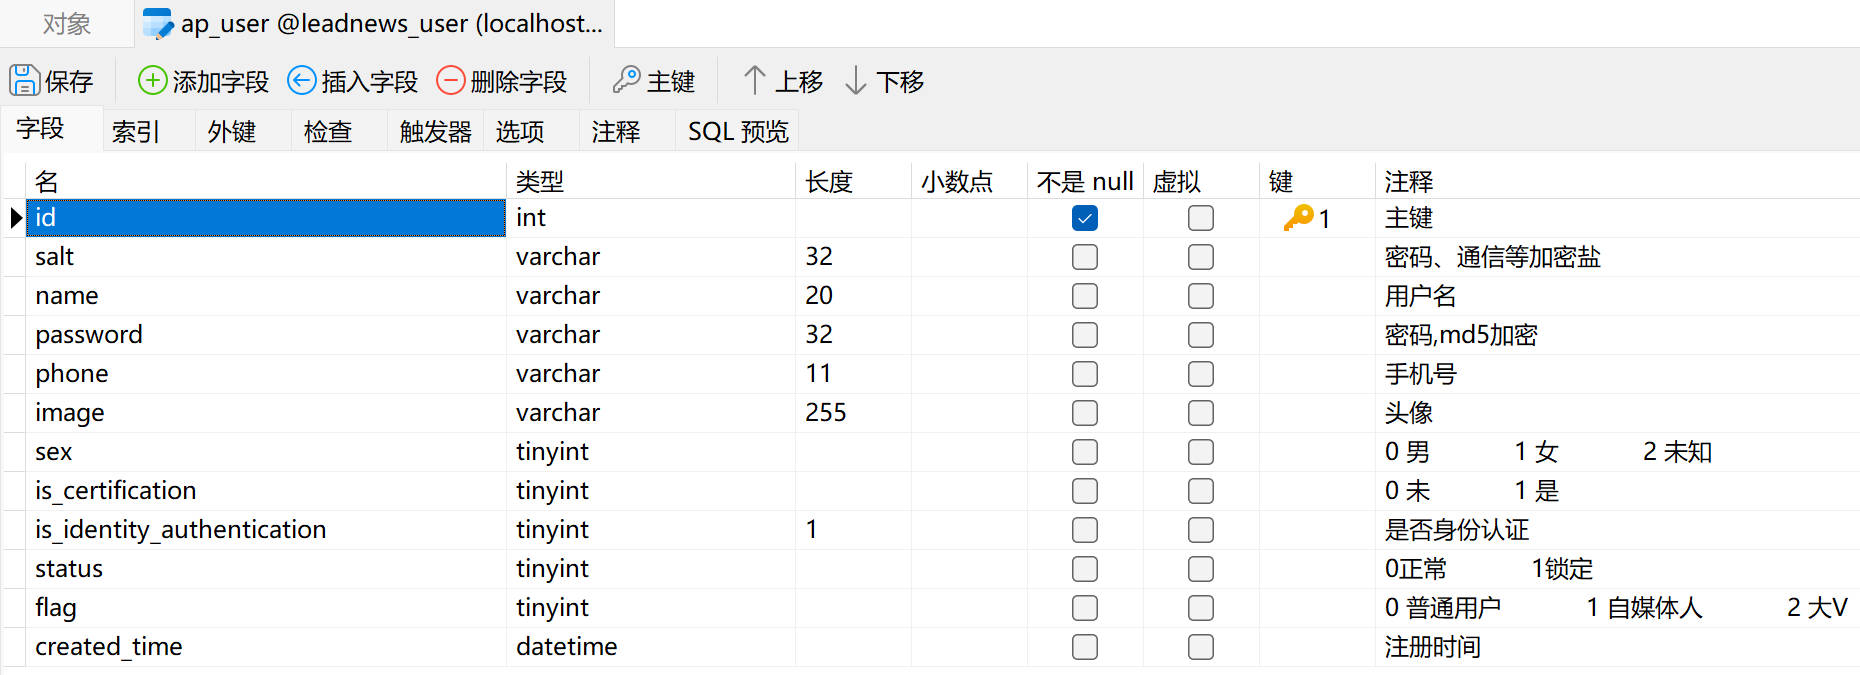 对象 ap_user @leadnews_user (localhost...
保存 添加字段 插入字段 删除字段 主键 上移 下移
字段 索引 外键 检查 触发器 选项 注释 SQL 预览
名 类型 长度 小数点 不是 null 虚拟 键 注释
id int 1 主键
salt varchar 32 密码、通信等加密盐
name varchar 20 用户名
password varchar 32 密码,md5加密
phone varchar 11 手机号
image varchar 255 头像
sex tinyint 0 男 1 女 2 未知
is_certification tinyint 0 未 1 是
is_identity_authentication tinyint 1 是否身份认证
status tinyint 0正常 1锁定
flag tinyint 0 普通用户 1 自媒体人 2 大V
created_time datetime 注册时间